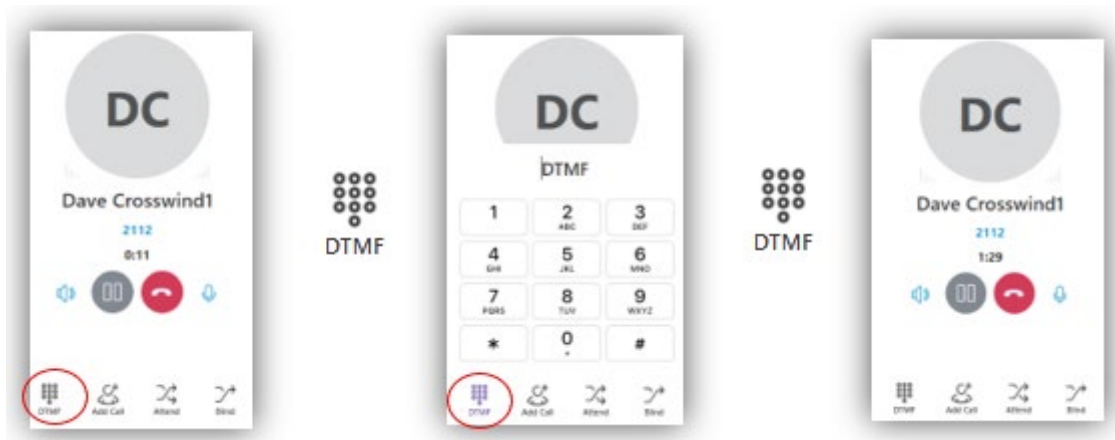 DC
Dave Crosswind1
2112
0:11
DTMF Add Call Attend Blind
DTMF
DC
DTMF
1 2 3
ABC DEF
4 5 6
GHI JKL MNO
7 8 9
PQRS TUV WXYZ
* 0 #
+
DTMF Add Call Attend Blind
DTMF
DC
Dave Crosswind1
2112
1:29
DTMF Add Call Attend Blind